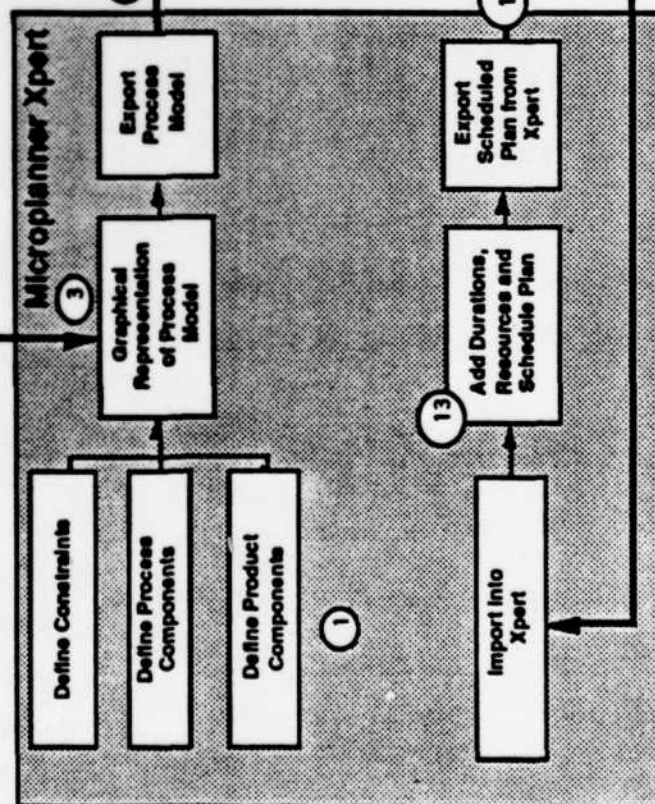 Microplanner Xpert
Define Constraints
Define Process
Components
Define Product
Components
1
3
Graphical
Representation
of Process
Model
Export
Process
Model
Import into
Xpert
13
Add Durations,
Resources and
Schedule Plan
Export
Scheduled
Plan from
Xpert